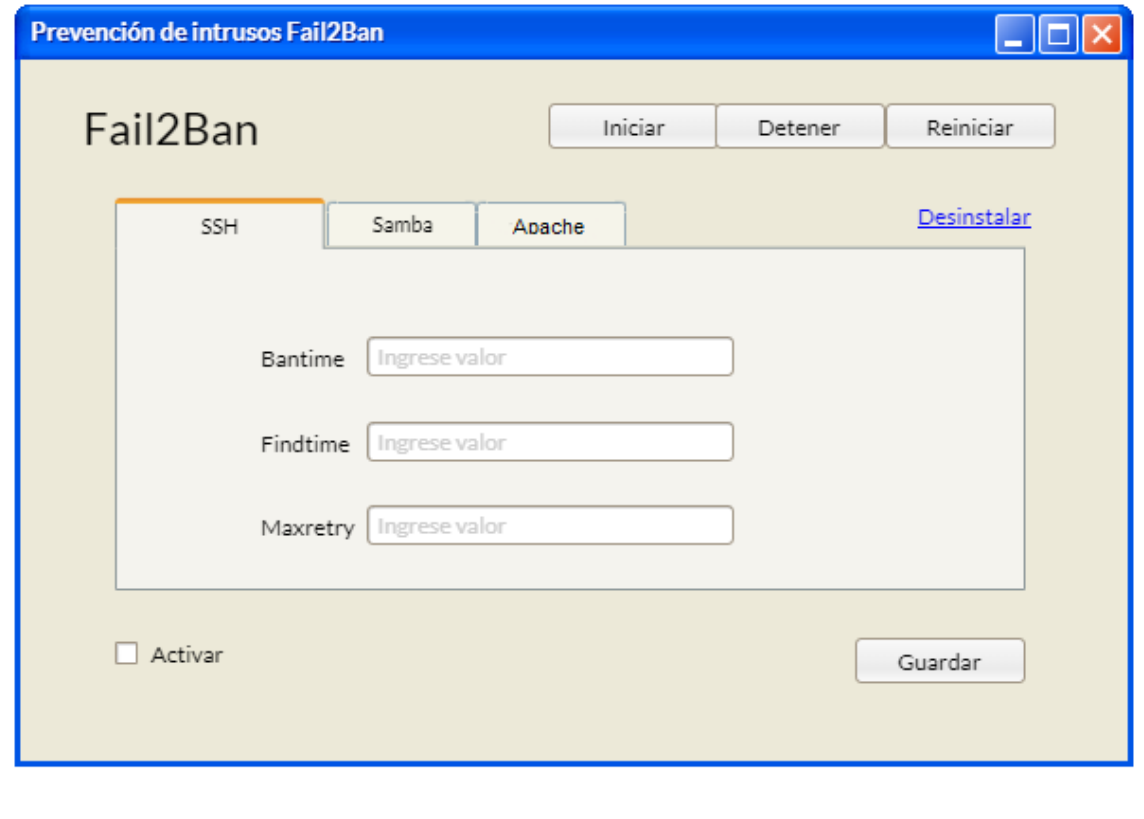 Prevención de intrusos Fail2Ban
Fail2Ban
Iniciar Detener Reiniciar
SSH Samba Apache Desinstalar
Bantime Ingrese valor
Findtime Ingrese valor
Maxretry Ingrese valor
Activar Guardar